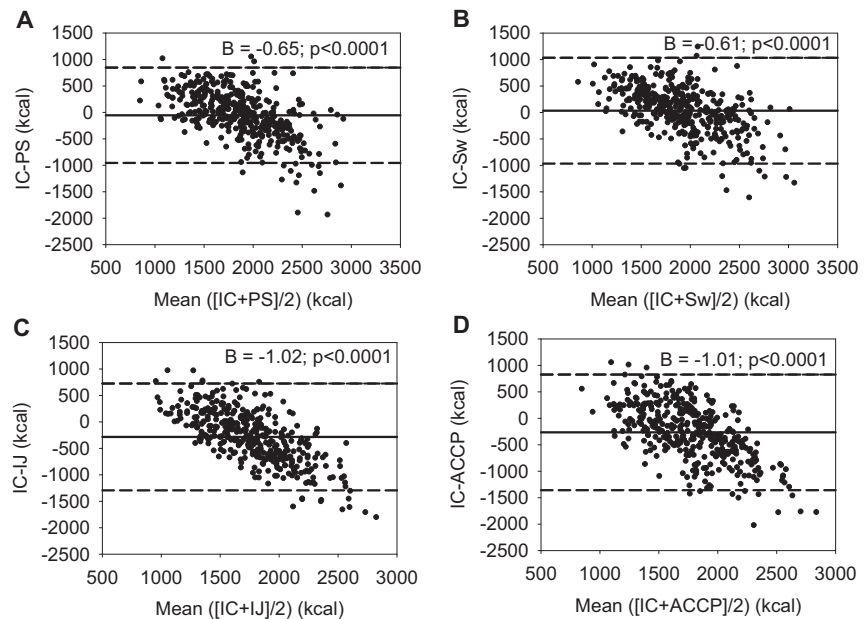 A
B = -0.65; p<0.0001
IC-PS (kcal)
1500
1000
500
0
-500
-1000
-1500
-2000
-2500
500 1000 1500 2000 2500 3000 3500
Mean ([IC+PS]/2) (kcal)
B
B = -0.61; p<0.0001
IC-Sw (kcal)
1500
1000
500
0
-500
-1000
-1500
-2000
-2500
500 1000 1500 2000 2500 3000 3500
Mean ([IC+Sw]/2) (kcal)
C
B = -1.02; p<0.0001
IC-IJ (kcal)
1500
1000
500
0
-500
-1000
-1500
-2000
-2500
500 1000 1500 2000 2500 3000
Mean ([IC+IJ]/2) (kcal)
D
B = -1.01; p<0.0001
IC-ACCP (kcal)
1500
1000
500
0
-500
-1000
-1500
-2000
-2500
500 1000 1500 2000 2500 3000
Mean ([IC+ACCP]/2) (kcal)